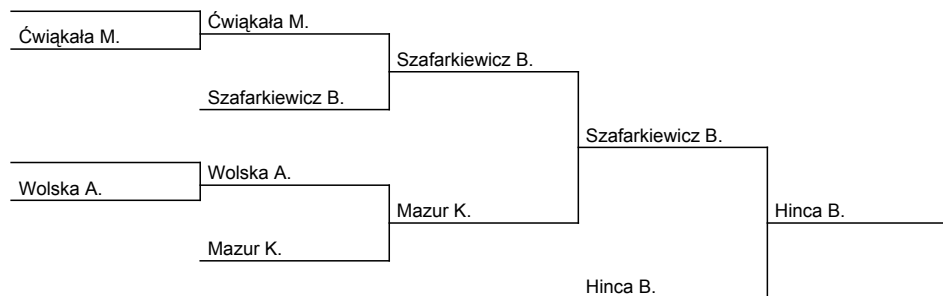 Ćwiąkała M.
Ćwiąkała M.
Szafarkiewicz B.
Szafarkiewicz B.
Szafarkiewicz B.
Wolska A.
Wolska A.
Mazur K.
Hinca B.
Mazur K.
Hinca B.